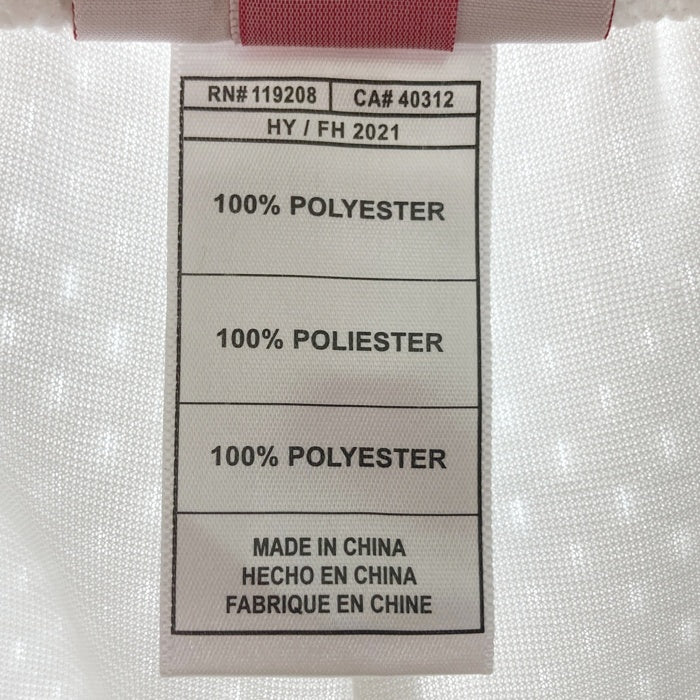 RN# 119208 CA# 40312
HY / FH 2021
100% POLYESTER
100% POLIESTER
100% POLYESTER
MADE IN CHINA
HECHO EN CHINA
FABRIQUE EN CHINE